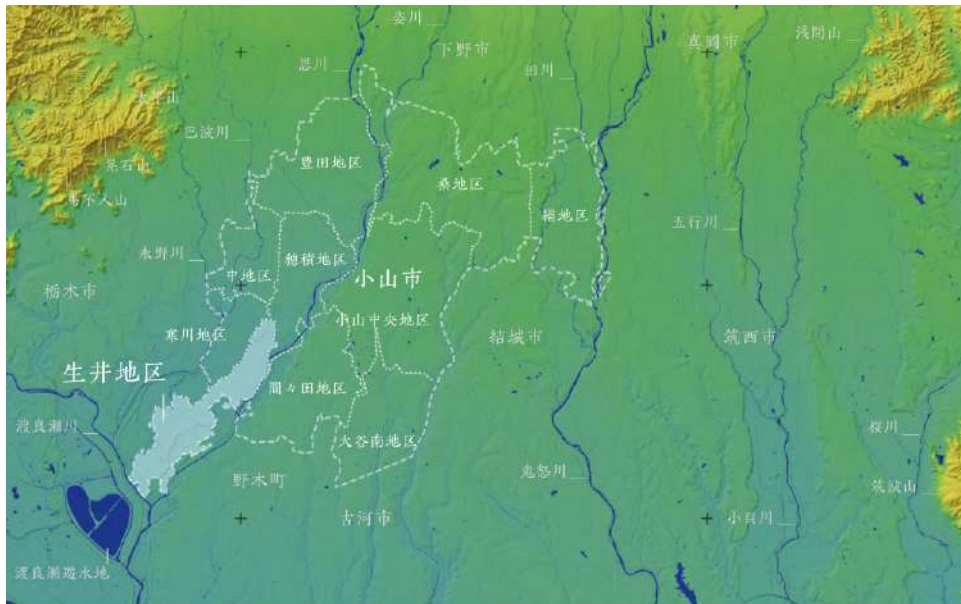 姿川
浅間山
下野市
真岡市
思川
田川
太平山
巴波川
晃石山
豊田地区
桑地区
絹地区
馬不入山
五行川
永野川
穂積地区
中地区
小山市
栃木市
寒川地区
小山中央地区
結城市
筑西市
生井地区
間々田地区
渡良瀬川
大谷南地区
桜川
野木町
鬼怒川
筑波山
古河市
小貝川
渡良瀬遊水地